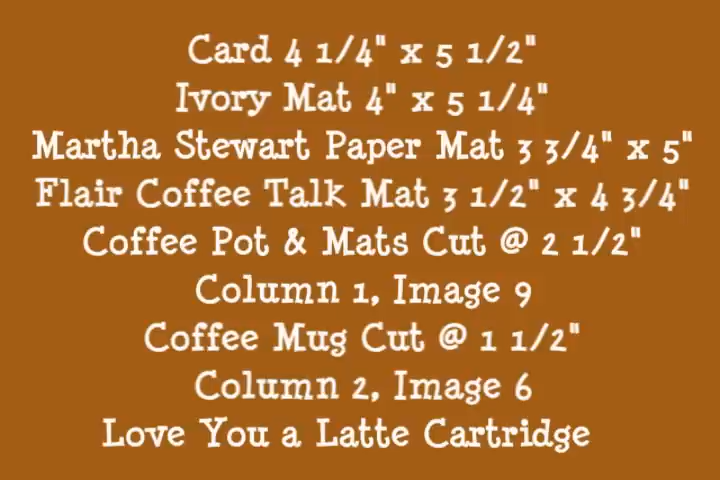 Card 4 1/4" x 5 1/2"
Ivory Mat 4" x 5 1/4"
Martha Stewart Paper Mat 3 3/4" x 5"
Flair Coffee Talk Mat 3 1/2" x 4 3/4"
Coffee Pot & Mats Cut @ 2 1/2"
Column 1, Image 9
Coffee Mug Cut @ 1 1/2"
Column 2, Image 6
Love You a Latte Cartridge